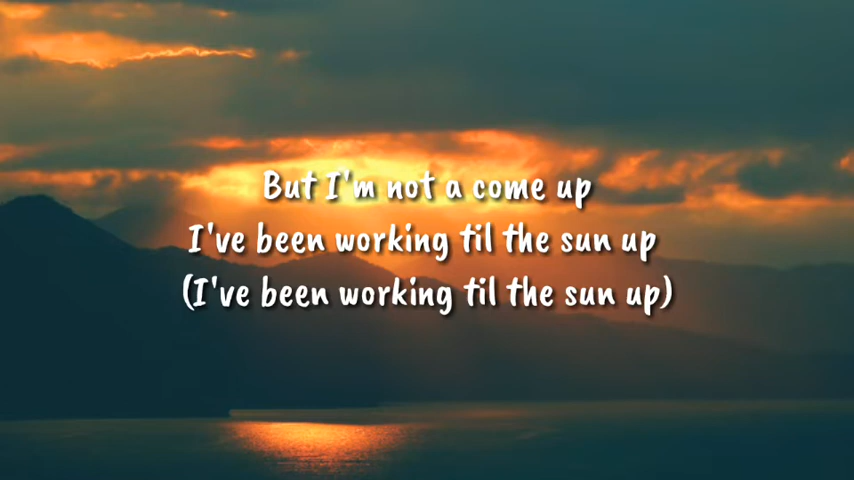 But I'm not a come up
I've been working til the sun up
(I've been working til the sun up)